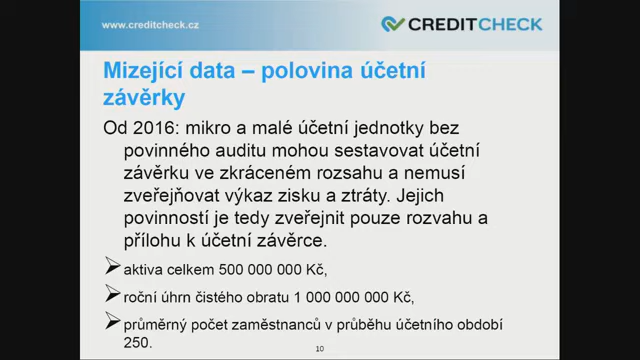 www.creditcheck.cz
CREDITCHECK
Mizející data – polovina účetní
závěrky
Od 2016: mikro a malé účetní jednotky bez
povinného auditu mohou sestavovat účetní
závěrku ve zkráceném rozsahu a nemusí
zveřejňovat výkaz zisku a ztráty. Jejich
povinností je tedy zveřejnit pouze rozvahu a
přílohu k účetní závěrce.
aktiva celkem 500 000 000 Kč,
roční úhrn čistého obratu 1 000 000 000 Kč,
průměrný počet zaměstnanců v průběhu účetního období
250.
10